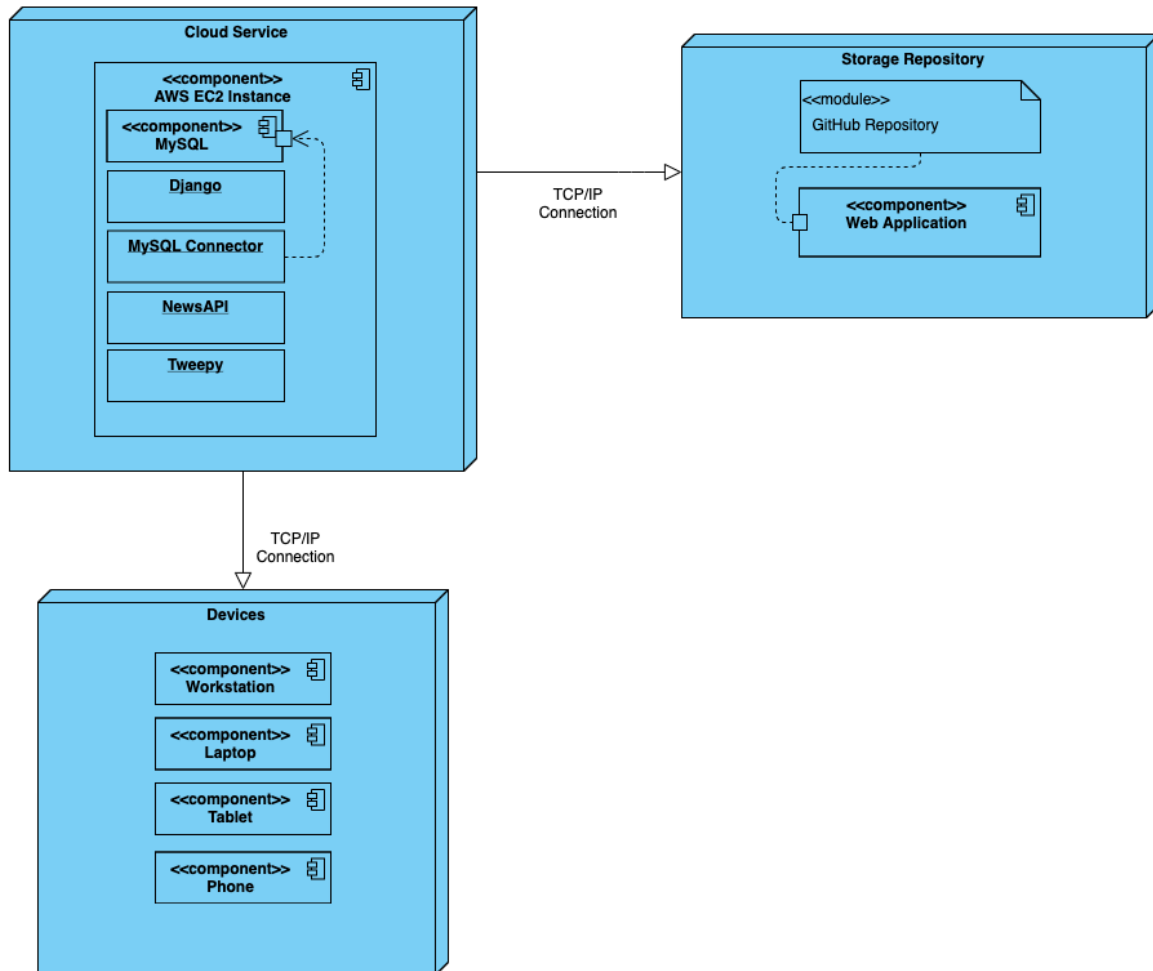 Cloud Service
<<component>>
AWS EC2 Instance
<<component>>
MySQL
Django
MySQL Connector
NewsAPI
Tweepy
TCP/IP
Connection
Storage Repository
<<module>>
GitHub Repository
<<component>>
Web Application
TCP/IP
Connection
Devices
<<component>>
Workstation
<<component>>
Laptop
<<component>>
Tablet
<<component>>
Phone